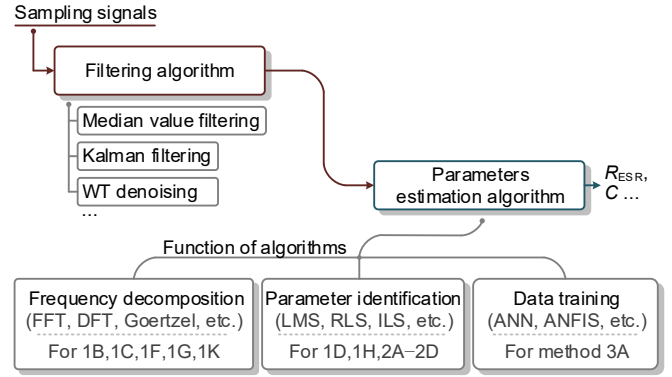 Sampling signals
Filtering algorithm
Median value filtering
Kalman filtering
WT denoising
...
Parameters
estimation algorithm
R_ESR,
C ...
Function of algorithms
Frequency decomposition
(FFT, DFT, Goertzel, etc.)
For 1B,1C,1F,1G,1K
Parameter identification
(LMS, RLS, ILS, etc.)
For 1D,1H,2A–2D
Data training
(ANN, ANFIS, etc.)
For method 3A